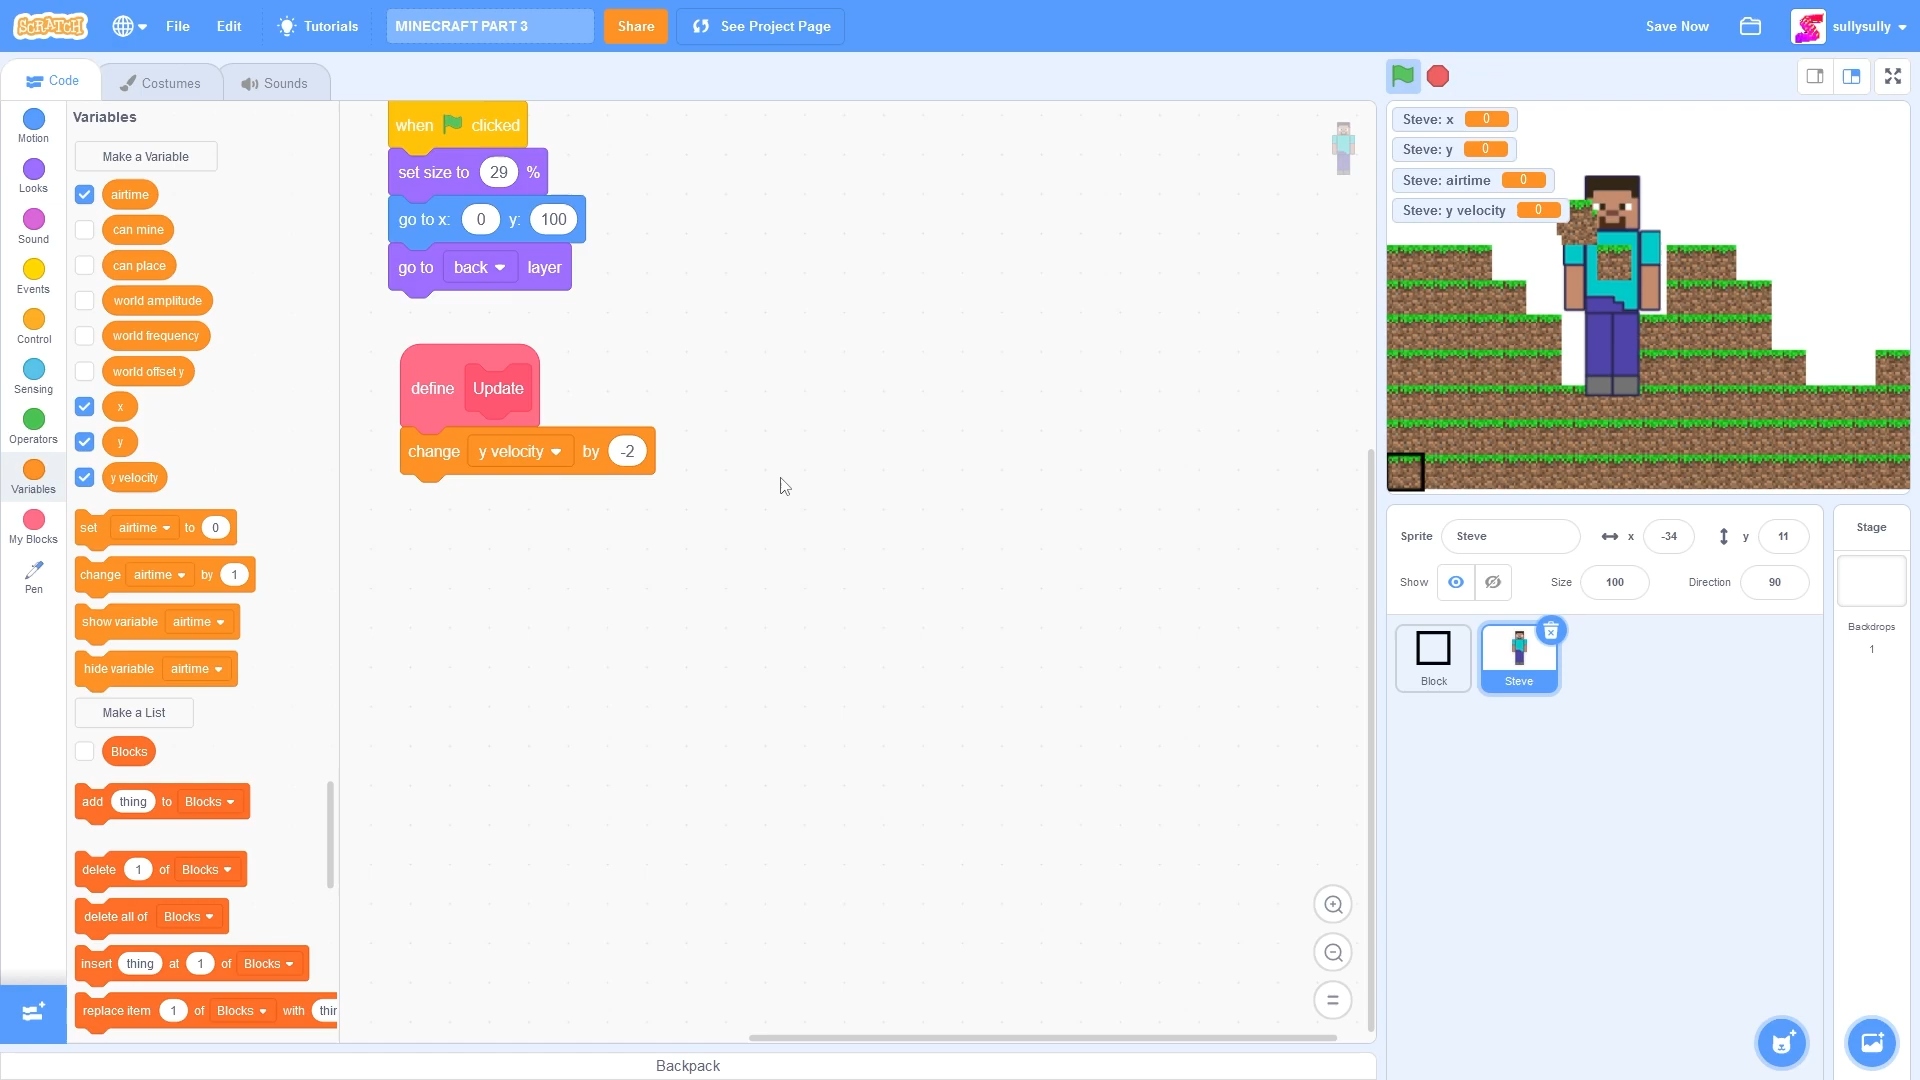 SCRATCH
File
Edit
Tutorials
MINECRAFT PART 3
Share
See Project Page
Save Now
sullysully
Code
Costumes
Sounds
Motion
Looks
Sound
Events
Control
Sensing
Operators
Variables
My Blocks
Pen
Variables
Make a Variable
airtime
can mine
can place
world amplitude
world frequency
world offset y
x
y
y velocity
set airtime to 0
change airtime by 1
show variable airtime
hide variable airtime
Make a List
Blocks
add thing to Blocks
delete 1 of Blocks
delete all of Blocks
insert thing at 1 of Blocks
replace item 1 of Blocks with thin
when clicked
set size to 29 %
go to x: 0 y: 100
go to back layer
define Update
change y velocity by -2
Steve: x 0
Steve: y 0
Steve: airtime 0
Steve: y velocity 0
Sprite Steve x -34 y 11
Show Size 100 Direction 90
Block
Steve
Stage
Backdrops
1
Backpack